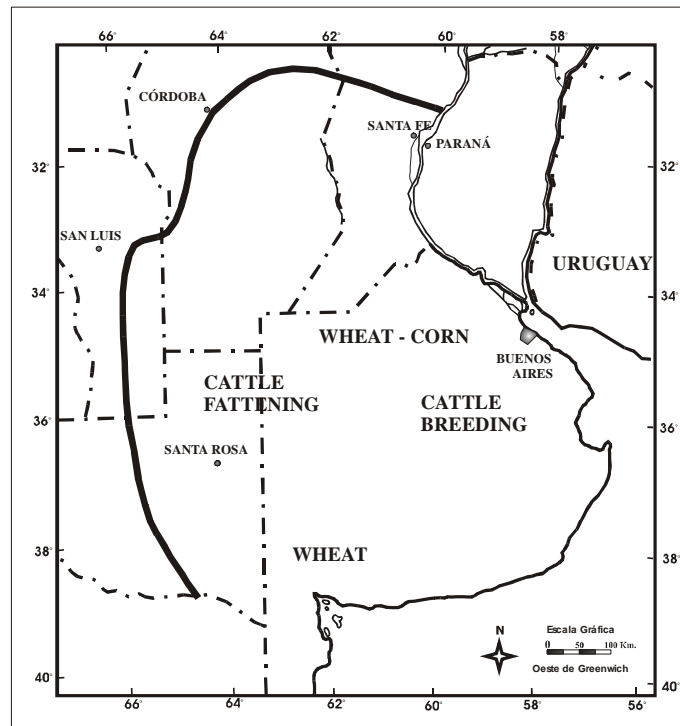 66
64
62
60
58
CÓRDOBA
SANTA FE
PARANÁ
32
32
SAN LUIS
URUGUAY
34
34
WHEAT - CORN
BUENOS
AIRES
CATTLE
FATTENING
CATTLE
BREEDING
36
36
SANTA ROSA
WHEAT
38
38
N
Escala Gráfica
0 50 100 Km.
Oeste de Greenwich
40
40
66
64
62
60
58
56